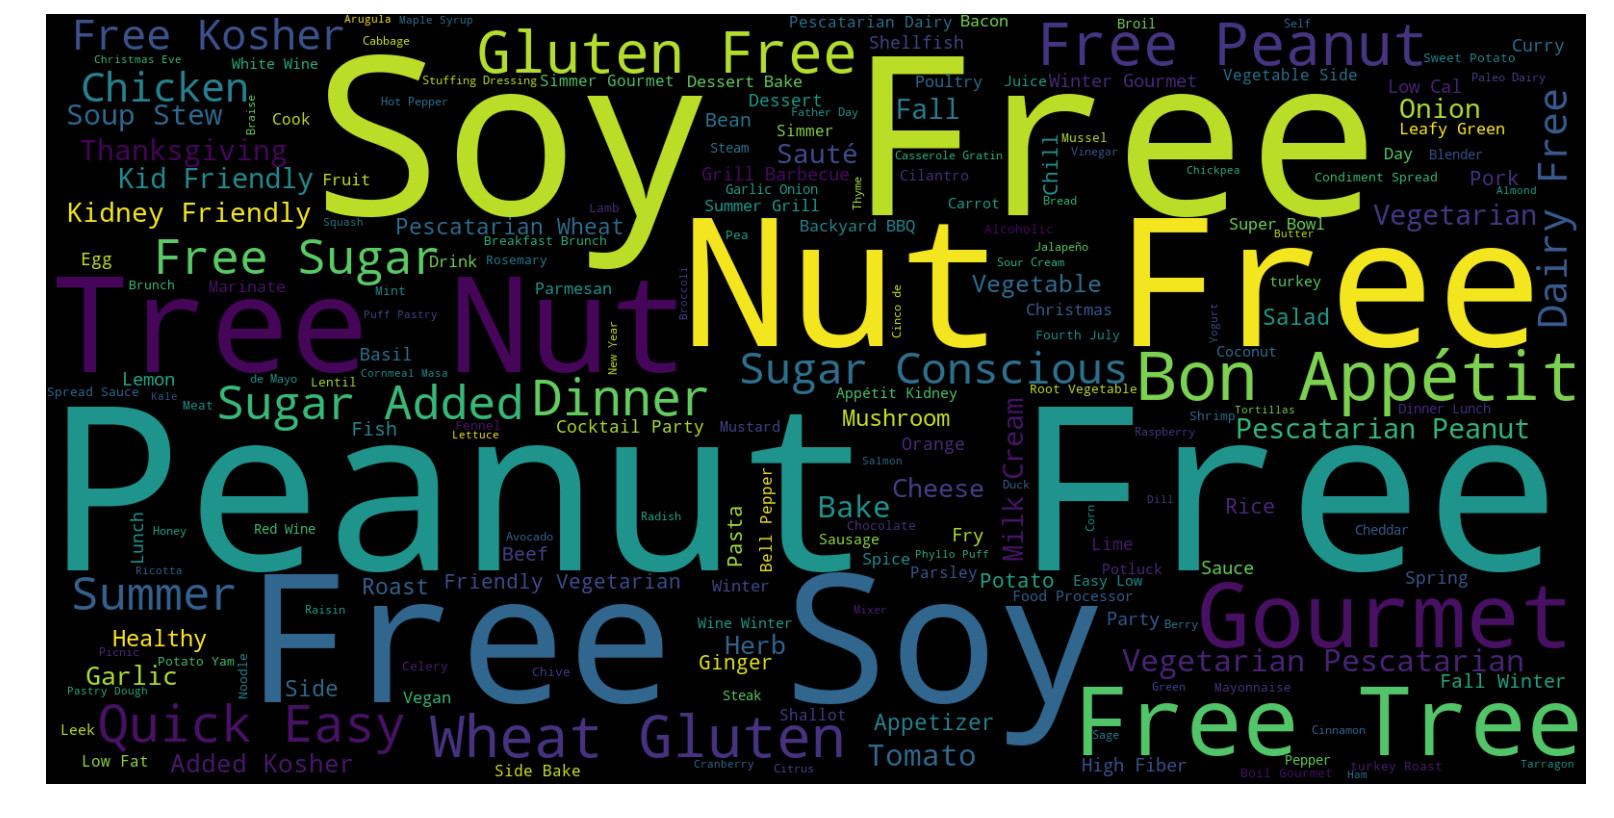 Free Kosher
Arugula
Maple Syrup
Cabbage
Christmas Eve
White Wine
Gluten Free
Pescatarian Dairy
Bacon
Shellfish
Free Peanut
Broil
Self
Curry
Sweet Potato
Chicken
Stuffing Dressing
Simmer Gourmet
Dessert Bake
Poultry
Juice
Winter Gourmet
Vegetable Side
Low Cal
Paleo Dairy
Soup Stew
Braise
Cook
Hot Pepper
Soy Free
Dessert
Father Day
Fall
Bean
Simmer
Onion
Leafy Green
Thanksgiving
Steam
Sauté
Casserole Gratin
Chill
Mussel
Vinegar
Day
Blender
Dairy Free
Kid Friendly
Fruit
Grill Barbecue
Cilantro
Chickpea
Condiment Spread
Pork
Almond
Garlic Onion
Thyme
Bread
Kidney Friendly
Squash
Lamb
Summer Grill
Carrot
Vegetarian
Pescatarian Wheat
Pea
Backyard BBQ
Alcoholic
Super Bowl
Butter
Free Sugar
Breakfast Brunch
Jalapeño
Egg
Drink
Rosemary
Sour Cream
Brunch
Marinate
Mint
Parmesan
Broccoli
Nut Free
Vegetable
turkey
Tree Nut
Puff Pastry
New Year
Cinco de
Christmas
Yogurt
Salad
Basil
Fourth July
Coconut
Lemon
de Mayo
Lentil
Cornmeal Masa
Sugar Conscious
Bon Appétit
Spread Sauce
Kale
Meat
Sugar Added
Dinner
Appétit Kidney
Root Vegetable
Fish
Fennel
Lettuce
Cocktail Party
Mustard
Mushroom
Milk Cream
Shrimp
Tortillas
Dinner Lunch
Orange
Raspberry
Pescatarian Peanut
Peanut Free
Salmon
Bell Pepper
Cheese
Duck
Dill
Lunch
Honey
Red Wine
Radish
Pasta
Bake
Chocolate
Corn
Rice
Cheddar
Avocado
Beef
Sausage
Fry
Lime
Ricotta
Spice
Phyllo Puff
Potluck
Sauce
Summer
Roast
Friendly Vegetarian
Winter
Parsley
Potato
Easy Low
Spring
Food Processor
Raisin
Mixer
Free Soy
Gourmet
Healthy
Wine Winter
Party
Berry
Picnic
Potato Yam
Herb
Garlic
Noodle
Celery
Chive
Ginger
Vegetarian Pescatarian
Pastry Dough
Side
Vegan
Steak
Green
Mayonnaise
Fall Winter
Leek
Quick Easy
Wheat Gluten
Shallot
Appetizer
Free Tree
Sage
Cinnamon
Low Fat
Added Kosher
Side Bake
Cranberry
Citrus
Tomato
High Fiber
Boil Gourmet
Pepper
turkey Roast
Ham
Tarragon